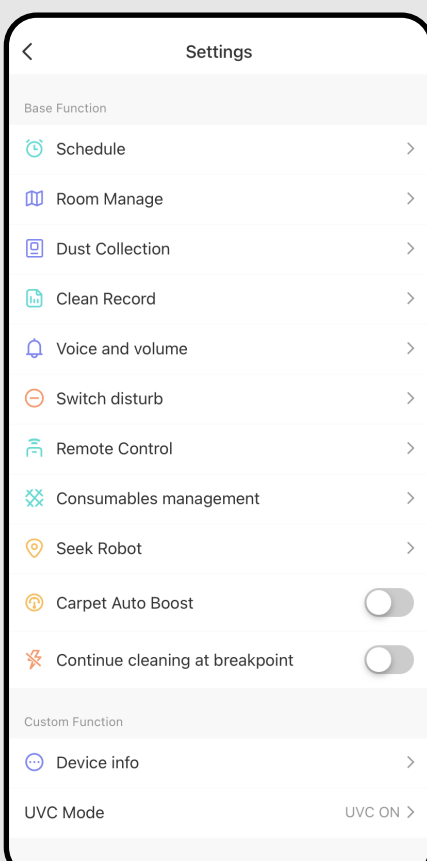 Settings
Base Function
Schedule
Room Manage
Dust Collection
Clean Record
Voice and volume
Switch disturb
Remote Control
Consumables management
Seek Robot
Carpet Auto Boost
Continue cleaning at breakpoint
Custom Function
Device info
UVC Mode UVC ON